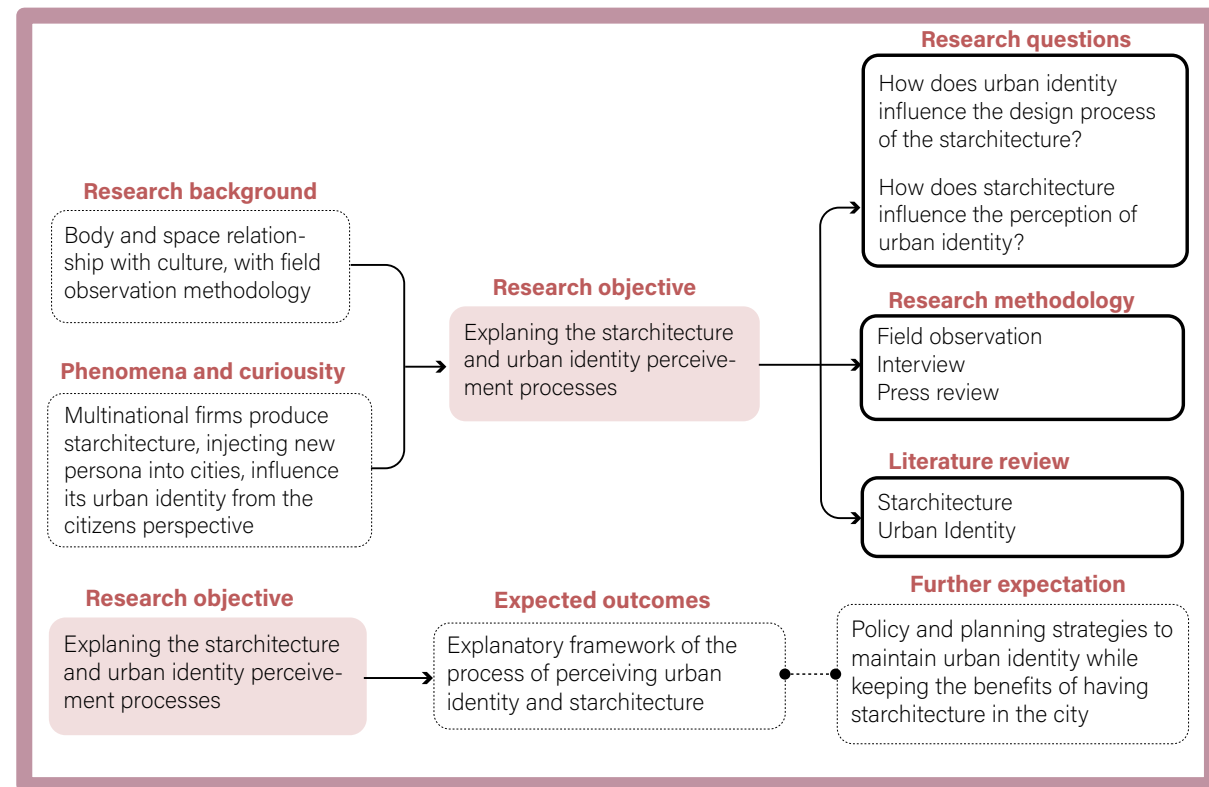 Research background
Body and space relation-
ship with culture, with field
observation methodology
Phenomena and curiousity
Multinational firms produce
starchitecture, injecting new
persona into cities, influence
its urban identity from the
citizens perspective
Research objective
Explaning the starchitecture
and urban identity perceive-
ment processes
Research questions
How does urban identity
influence the design process
of the starchitecture?
How does starchitecture
influence the perception of
urban identity?
Research methodology
Field observation
Interview
Press review
Literature review
Starchitecture
Urban Identity
Research objective
Explaning the starchitecture
and urban identity perceive-
ment processes
Expected outcomes
Explanatory framework of the
process of perceiving urban
identity and starchitecture
Further expectation
Policy and planning strategies to
maintain urban identity while
keeping the benefits of having
starchitecture in the city